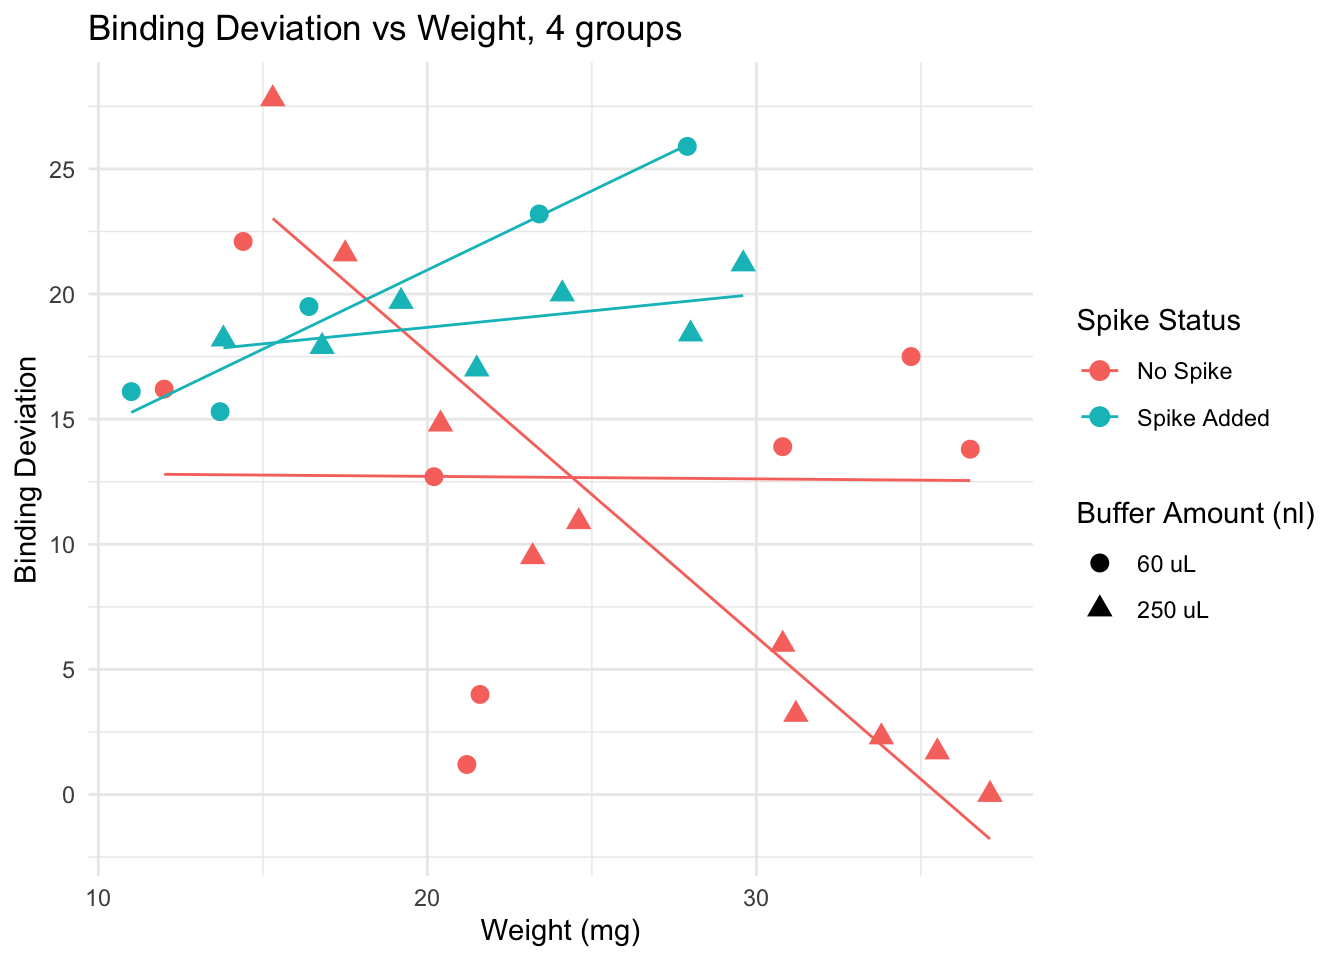 Binding Deviation vs Weight, 4 groups
Binding Deviation
25
20
15
10
5
0
10
20
30
Weight (mg)
Spike Status
No Spike
Spike Added
Buffer Amount (nl)
60 uL
250 uL